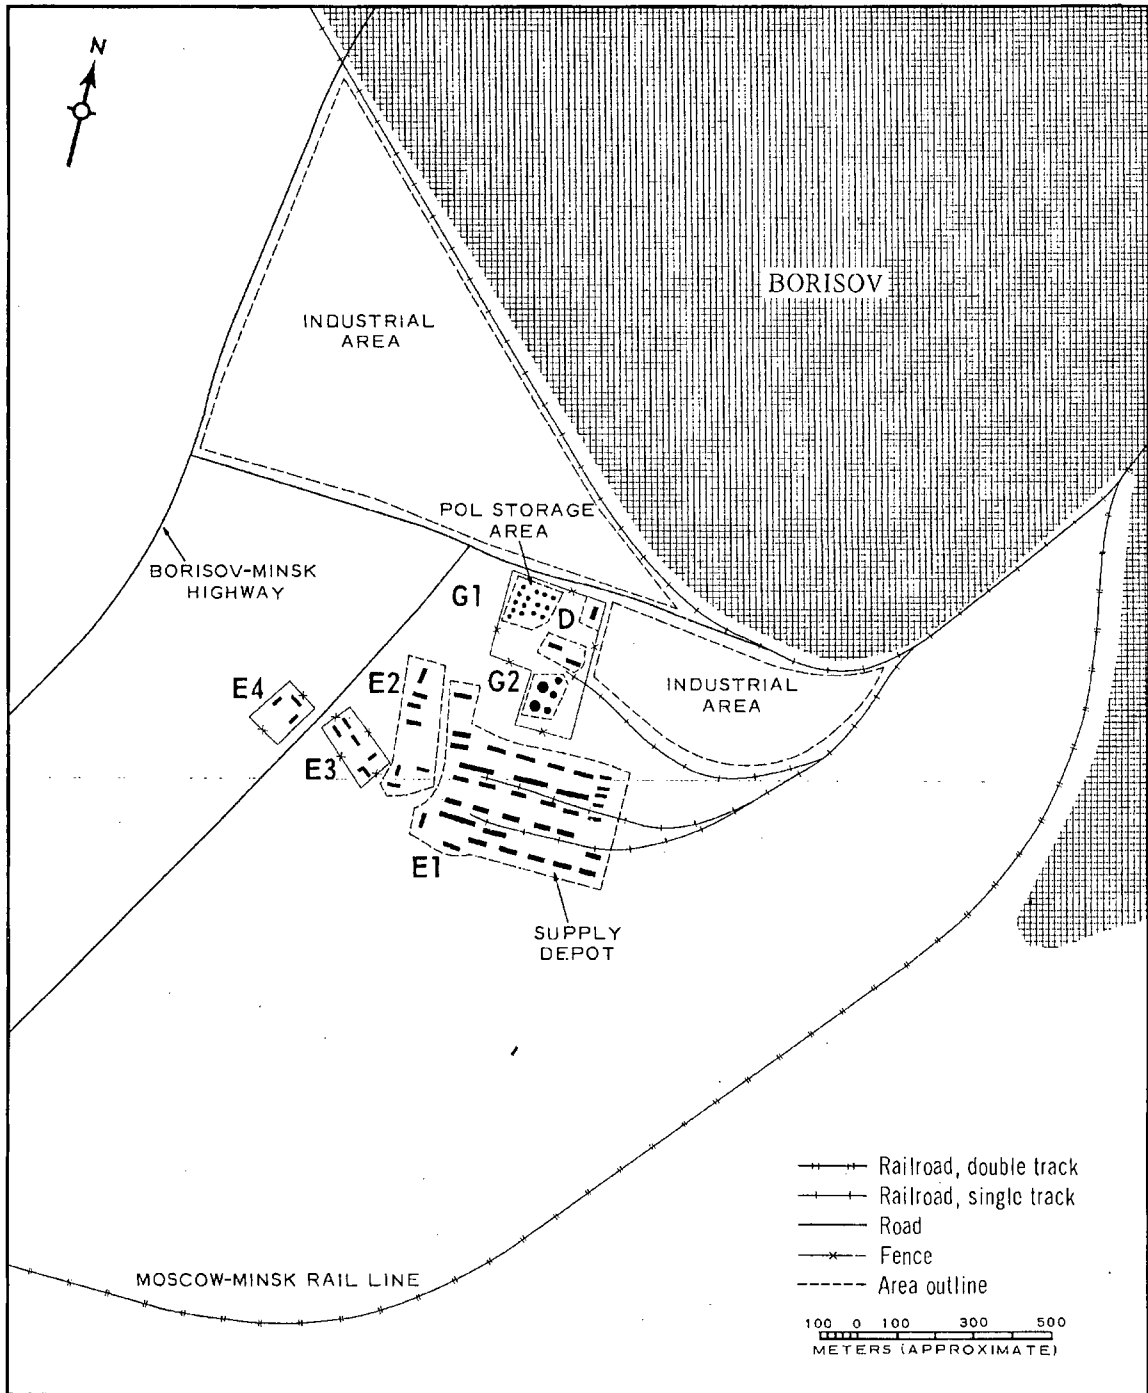 N
BORISOV
INDUSTRIAL
AREA
POL STORAGE
AREA
BORISOV-MINSK
HIGHWAY
G1
D
G2
INDUSTRIAL
AREA
E4
E2
E3
E1
SUPPLY
DEPOT
MOSCOW-MINSK RAIL LINE
Railroad, double track
Railroad, single track
Road
Fence
Area outline
100 0 100 300 500
METERS (APPROXIMATE)